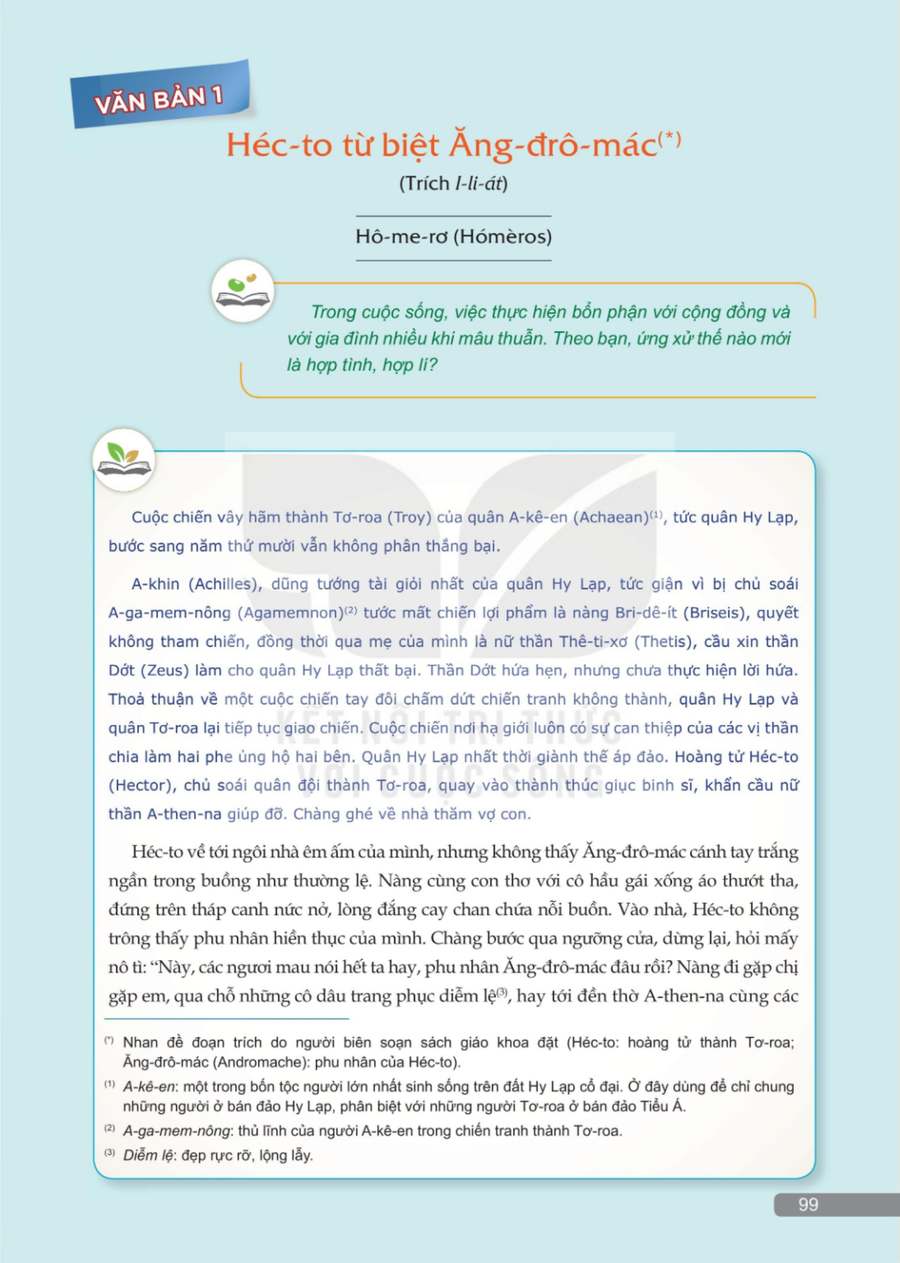 VĂN BẢN 1
Héc-to từ biệt Ăng-đrô-mác(*)
(Trích I-li-át)
Hô-me-rơ (Hómèros)
Trong cuộc sống, việc thực hiện bổn phận với cộng đồng và
với gia đình nhiều khi mâu thuẫn. Theo bạn, ứng xử thế nào mới
là hợp tình, hợp lí?
Cuộc chiến vây hãm thành Tơ-roa (Troy) của quân A-kê-en (Achaean)(1), tức quân Hy Lạp,
bước sang năm thứ mười vẫn không phân thắng bại.
A-khin (Achilles), dũng tướng tài giỏi nhất của quân Hy Lạp, tức giận vì bị chủ soái
A-ga-mem-nông (Agamemnon)(2) tước mất chiến lợi phẩm là nàng Bri-dê-ít (Briseis), quyết
không tham chiến, đồng thời qua mẹ của mình là nữ thần Thê-ti-xơ (Thetis), cầu xin thần
Dớt (Zeus) làm cho quân Hy Lạp thất bại. Thần Dớt hứa hẹn, nhưng chưa thực hiện lời hứa.
Thoả thuận về một cuộc chiến tay đôi chấm dứt chiến tranh không thành, quân Hy Lạp và
quân Tơ-roa lại tiếp tục giao chiến. Cuộc chiến nơi hạ giới luôn có sự can thiệp của các vị thần
chia làm hai phe ủng hộ hai bên. Quân Hy Lạp nhất thời giành thế áp đảo. Hoàng tử Héc-to
(Hector), chủ soái quân đội thành Tơ-roa, quay vào thành thúc giục binh sĩ, khẩn cầu nữ
thần A-then-na giúp đỡ. Chàng ghé về nhà thăm vợ con.
KẾT NỐI TRI THỨC
VỚI CUỘC SỐNG
Héc-to về tới ngôi nhà êm ấm của mình, nhưng không thấy Ăng-đrô-mác cánh tay trắng
ngần trong buồng như thường lệ. Nàng cùng con thơ với cô hầu gái xống áo thướt tha,
đứng trên tháp canh nức nở, lòng đắng cay chan chứa nỗi buồn. Vào nhà, Héc-to không
trông thấy phu nhân hiền thục của mình. Chàng bước qua ngưỡng cửa, dừng lại, hỏi mấy
nô tì: “Này, các ngươi mau nói hết ta hay, phu nhân Ăng-đrô-mác đâu rồi? Nàng đi gặp chị
gặp em, qua chỗ những cô dâu trang phục diễm lệ(3), hay tới đền thờ A-then-na cùng các
(*) Nhan đề đoạn trích do người biên soạn sách giáo khoa đặt (Héc-to: hoàng tử thành Tơ-roa;
Ăng-đrô-mác (Andromache): phu nhân của Héc-to).
(1) A-kê-en: một trong bốn tộc người lớn nhất sinh sống trên đất Hy Lạp cổ đại. Ở đây dùng để chỉ chung
những người ở bán đảo Hy Lạp, phân biệt với những người Tơ-roa ở bán đảo Tiểu Á.
(2) A-ga-mem-nông: thủ lĩnh của người A-kê-en trong chiến tranh thành Tơ-roa.
(3) Diễm lệ: đẹp rực rỡ, lộng lẫy.
99